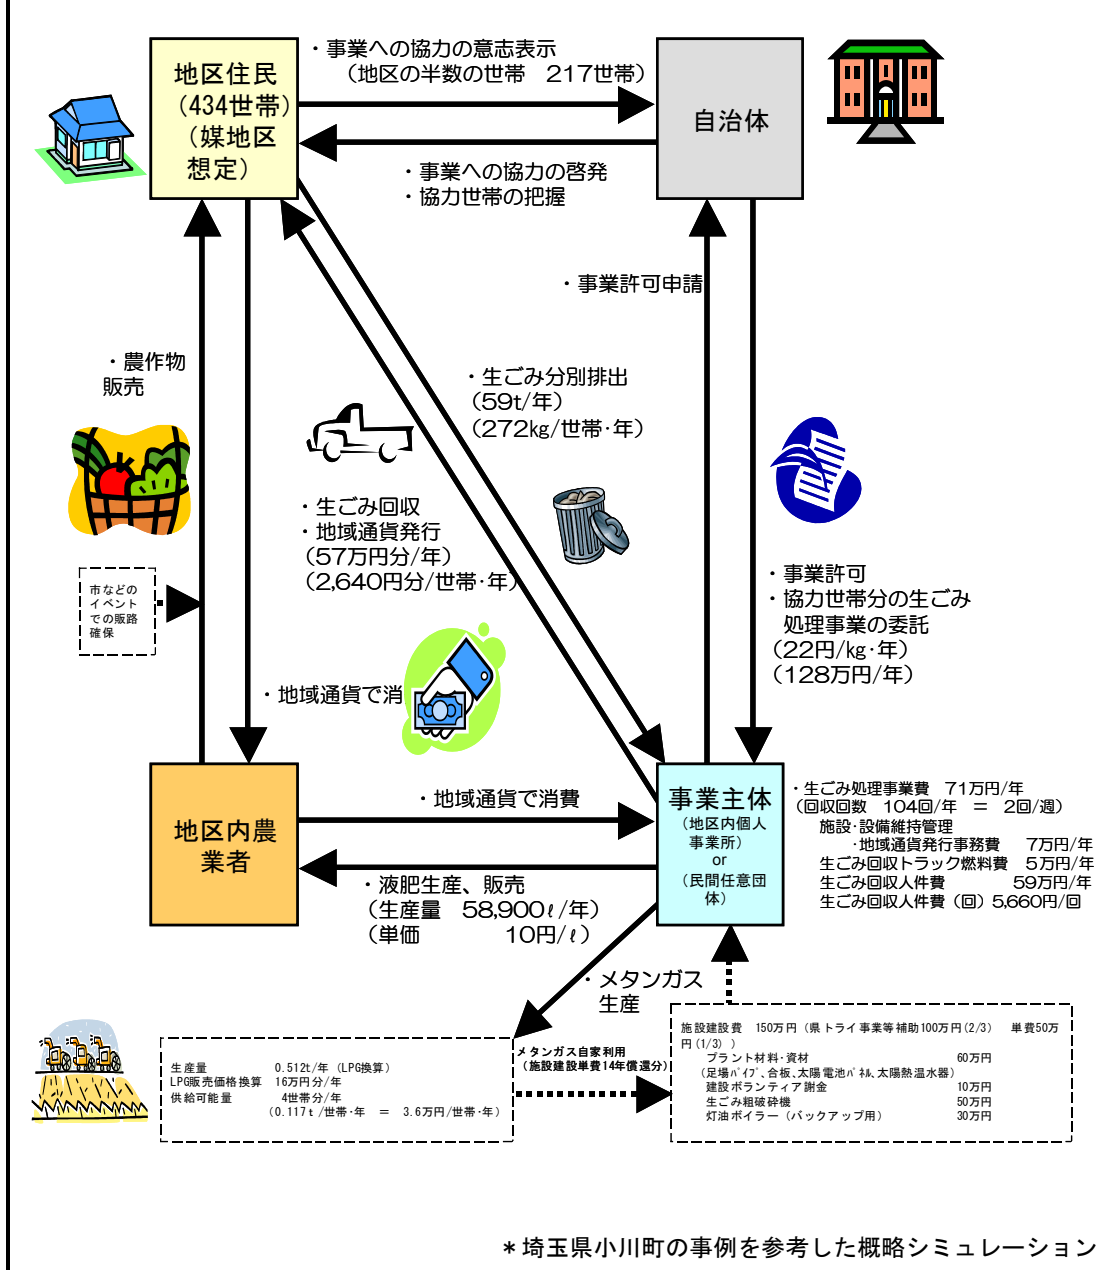 地区住民
（434世帯）
（媒地区
想定）
・事業への協力の意志表示
（地区の半数の世帯　217世帯）
自治体
・事業への協力の啓発
・協力世帯の把握
・事業許可申請
・農作物
販売
・生ごみ分別排出
（59t/年）
（272kg/世帯・年）
・生ごみ回収
・地域通貨発行
（57万円分/年）
（2,640円分/世帯・年）
市などの
イベント
での販路
確保
・事業許可
・協力世帯分の生ごみ
処理事業の委託
（22円/kg・年）
（128万円/年）
・地域通貨で消
地区内農
業者
・地域通貨で消費
事業主体
（地区内個人
事業所）
or
（民間任意団
体）
・生ごみ処理事業費　71万円/年
（回収回数　104回/年　＝　2回/週）
施設・設備維持管理
・地域通貨発行事務費　7万円/年
生ごみ回収トラック燃料費　5万円/年
生ごみ回収人件費　59万円/年
生ごみ回収人件費（回）5,660円/回
・液肥生産、販売
（生産量　58,900ℓ/年）
（単価　10円/ℓ）
・メタンガス
生産
生産量　0.512t/年（LPG換算）
LPG販売価格換算　16万円分/年
供給可能量　4世帯分/年
（0.117ｔ/世帯・年　＝　3.6万円/世帯・年）
メタンガス自家利用
（施設建設単費14年償還分）
施設建設費　150万円（県トライ事業等補助100万円(2/3)　単費50万
円(1/3)　）
プラント材料・資材　60万円
（足場ﾊﾟｲﾌﾟ、合板、太陽電池ﾊﾟﾈﾙ、太陽熱温水器）
建設ボランティア謝金　10万円
生ごみ粗破砕機　50万円
灯油ボイラー（バックアップ用）　30万円
＊埼玉県小川町の事例を参考した概略シミュレーション